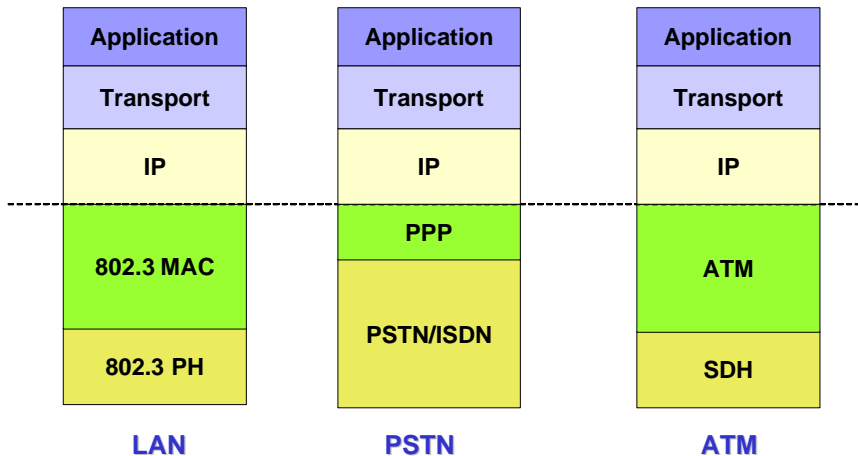 Application
Transport
IP
802.3 MAC
802.3 PH
LAN
Application
Transport
IP
PPP
PSTN/ISDN
PSTN
Application
Transport
IP
ATM
SDH
ATM